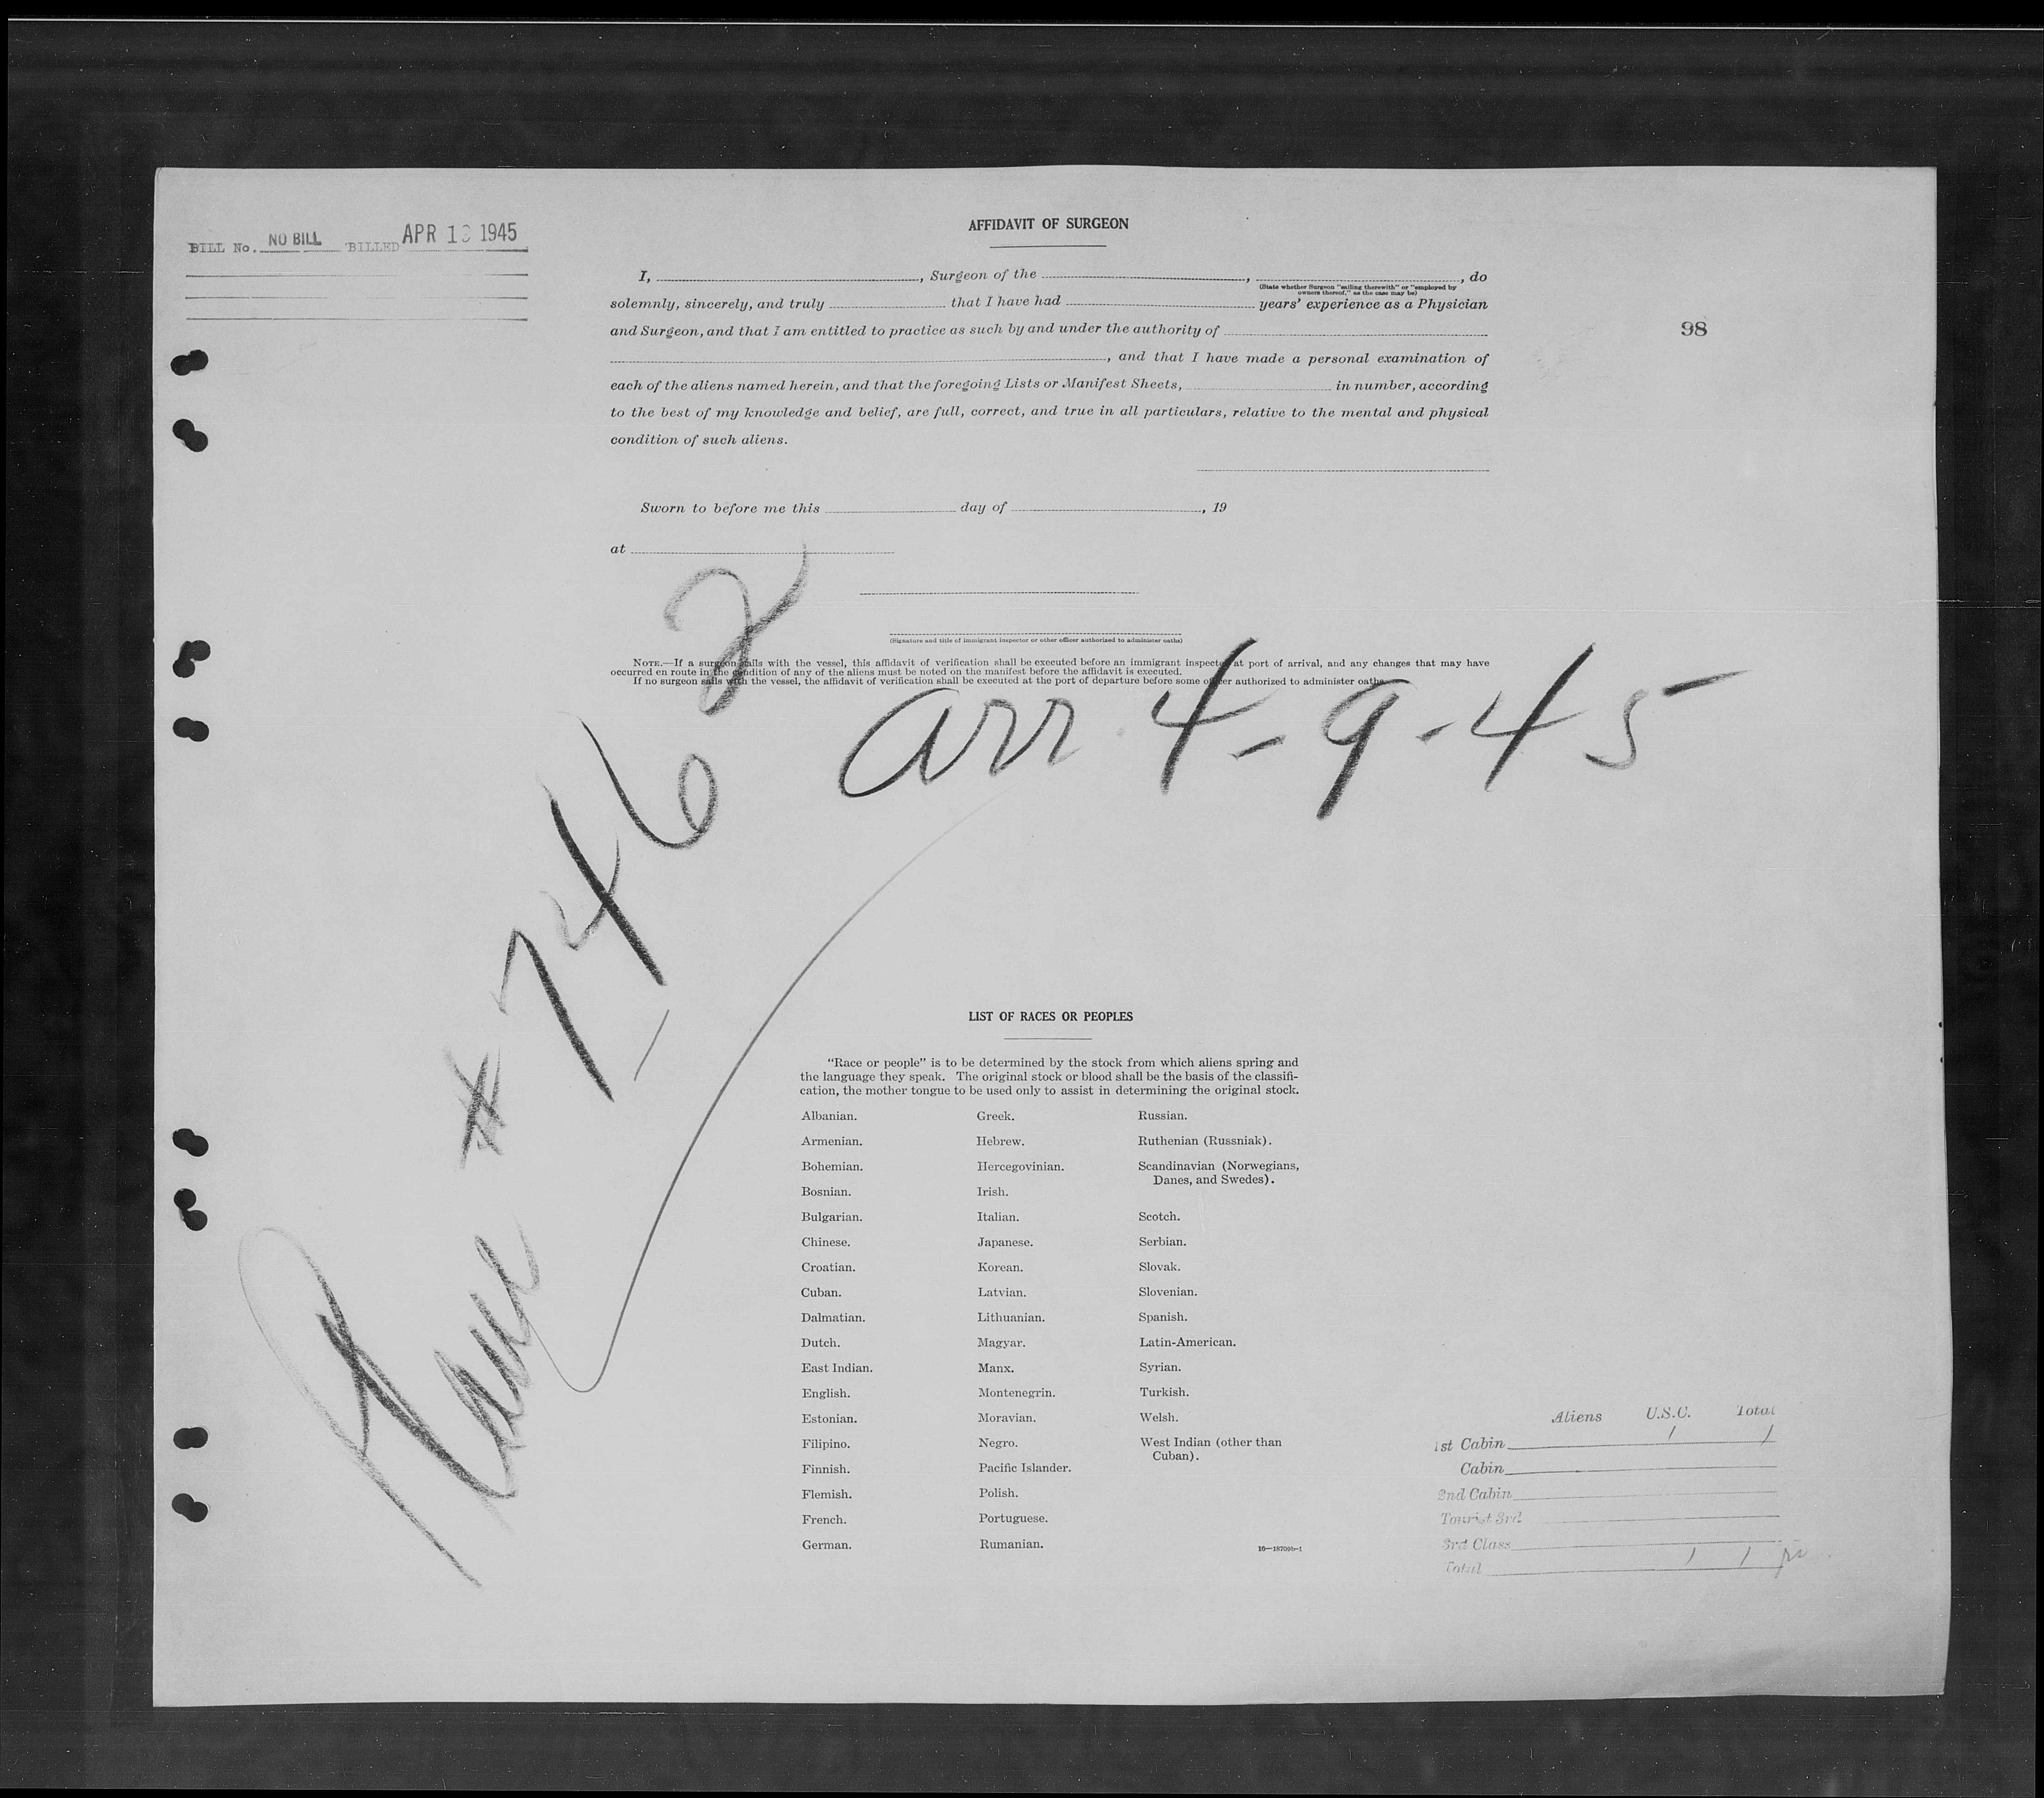 AFFIDAVIT OF SURGEON
BILL No. NO BILL BILLED APR 13 1945
I, , Surgeon of the , , do
(State whether Surgeon "sailing therewith" or "employed by
owners thereof," as the case may be)
solemnly, sincerely, and truly that I have had years' experience as a Physician
and Surgeon, and that I am entitled to practice as such by and under the authority of
98
, and that I have made a personal examination of
each of the aliens named herein, and that the foregoing Lists or Manifest Sheets, in number, according
to the best of my knowledge and belief, are full, correct, and true in all particulars, relative to the mental and physical
condition of such aliens.
Sworn to before me this day of , 19
at
(Signature and title of immigrant inspector or other officer authorized to administer oaths)
NOTE.—If a surgeon sails with the vessel, this affidavit of verification shall be executed before an immigrant inspector at port of arrival, and any changes that may have
occurred en route in the condition of any of the aliens must be noted on the manifest before the affidavit is executed.
If no surgeon sails with the vessel, the affidavit of verification shall be executed at the port of departure before some officer authorized to administer oaths.
arr 4-9-45
Plane # 7462
LIST OF RACES OR PEOPLES
"Race or people" is to be determined by the stock from which aliens spring and
the language they speak. The original stock or blood shall be the basis of the classifi-
cation, the mother tongue to be used only to assist in determining the original stock.
Albanian. Greek. Russian.
Armenian. Hebrew. Ruthenian (Russniak).
Bohemian. Hercegovinian. Scandinavian (Norwegians,
Danes, and Swedes).
Bosnian. Irish.
Bulgarian. Italian. Scotch.
Chinese. Japanese. Serbian.
Croatian. Korean. Slovak.
Cuban. Latvian. Slovenian.
Dalmatian. Lithuanian. Spanish.
Dutch. Magyar. Latin-American.
East Indian. Manx. Syrian.
English. Montenegrin. Turkish.
Estonian. Moravian. Welsh.
Filipino. Negro. West Indian (other than
Cuban).
Finnish. Pacific Islander.
Flemish. Polish.
French. Portuguese.
German. Rumanian.
16—18709b-1
Aliens U.S.C. Total
1st Cabin 1 1
Cabin
2nd Cabin
Tourist 3rd
3rd Class
Total 1 1